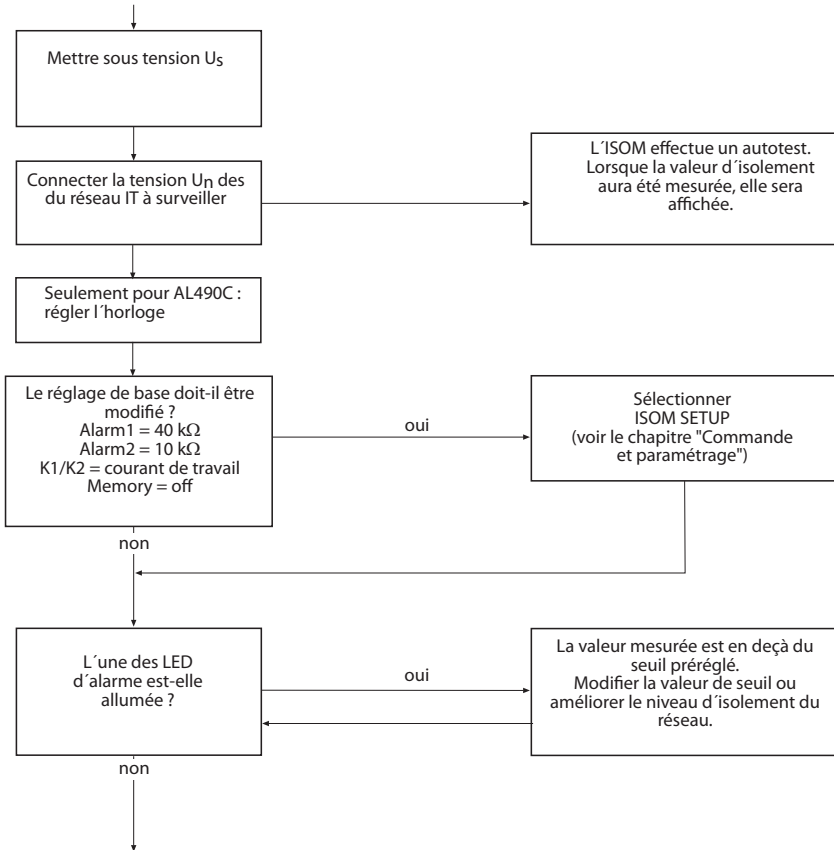 Mettre sous tension Us
Connecter la tension Un des
du réseau IT à surveiller
L´ISOM effectue un autotest.
Lorsque la valeur d´isolement
aura été mesurée, elle sera
affichée.
Seulement pour AL490C :
régler l´horloge
Le réglage de base doit-il être
modifié ?
Alarm1 = 40 kΩ
Alarm2 = 10 kΩ
K1/K2 = courant de travail
Memory = off
oui
Sélectionner
ISOM SETUP
(voir le chapitre "Commande
et paramétrage")
non
L´une des LED
d´alarme est-elle
allumée ?
oui
La valeur mesurée est en deçà du
seuil préréglé.
Modifier la valeur de seuil ou
améliorer le niveau d´isolement du
réseau.
non